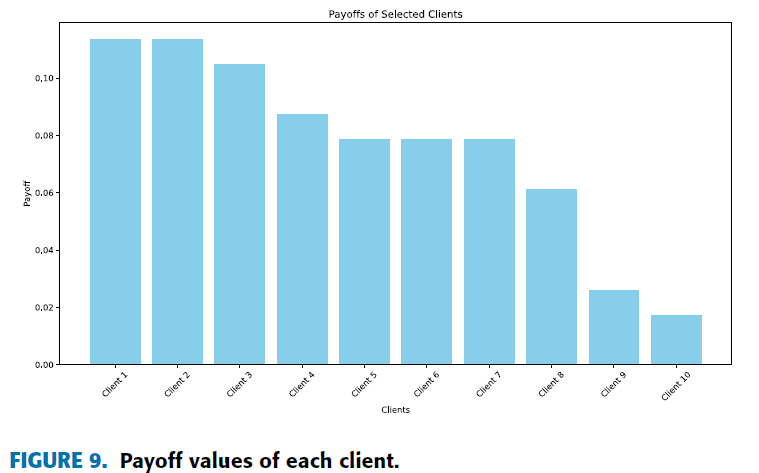 Payoffs of Selected Clients
0.10
0.08
0.06
0.04
0.02
0.00
Payoff
Client 1 Client 2 Client 3 Client 4 Client 5 Client 6 Client 7 Client 8 Client 9 Client 10
Clients
FIGURE 9. Payoff values of each client.